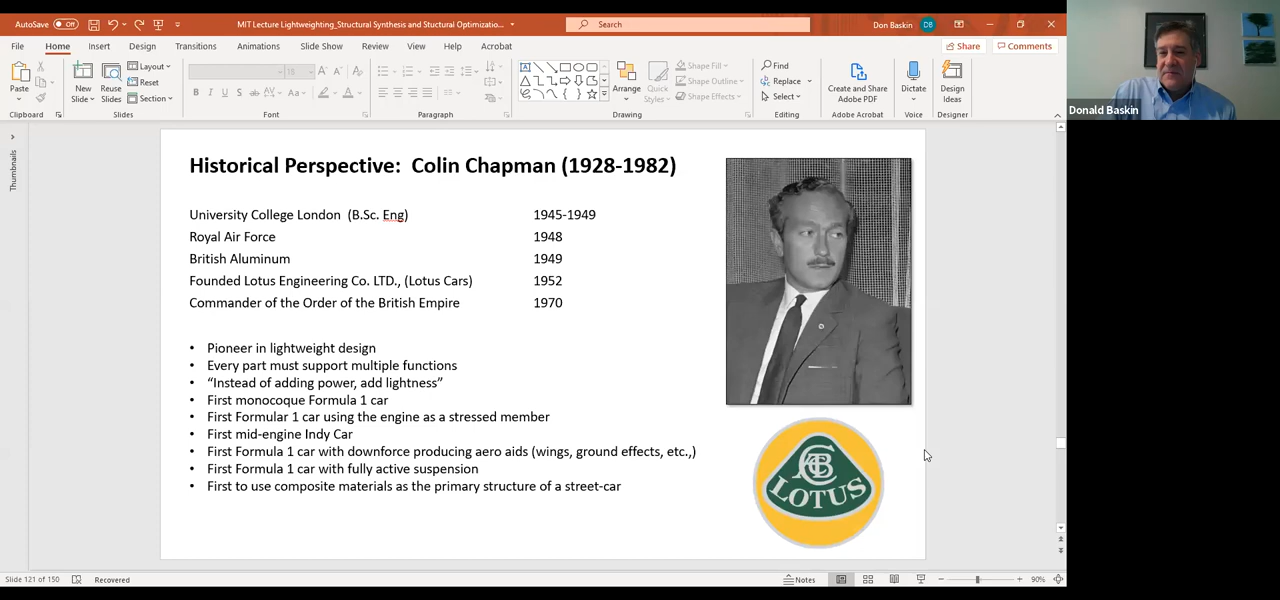 AutoSave Off MIT Lecture Lightweighting_Structural Synthesis and Stuctural Optimizatio... Search Don Baskin DB
File Home Insert Design Transitions Animations Slide Show Review View Help Acrobat Share Comments
Paste New Slide Reuse Slides Layout Reset Section 18 B I U S ab AV Aa A Arrange Quick Styles Shape Fill Shape Outline Shape Effects Find Replace Select Create and Share Adobe PDF Dictate Design Ideas
Clipboard Slides Font Paragraph Drawing Editing Adobe Acrobat Voice Designer
Donald Baskin
Thumbnails
Historical Perspective: Colin Chapman (1928-1982)
University College London (B.Sc. Eng) 1945-1949
Royal Air Force 1948
British Aluminum 1949
Founded Lotus Engineering Co. LTD., (Lotus Cars) 1952
Commander of the Order of the British Empire 1970
• Pioneer in lightweight design
• Every part must support multiple functions
• “Instead of adding power, add lightness”
• First monocoque Formula 1 car
• First Formular 1 car using the engine as a stressed member
• First mid-engine Indy Car
• First Formula 1 car with downforce producing aero aids (wings, ground effects, etc.,)
• First Formula 1 car with fully active suspension
• First to use composite materials as the primary structure of a street-car
LOTUS
Slide 121 of 150 Recovered Notes 90%